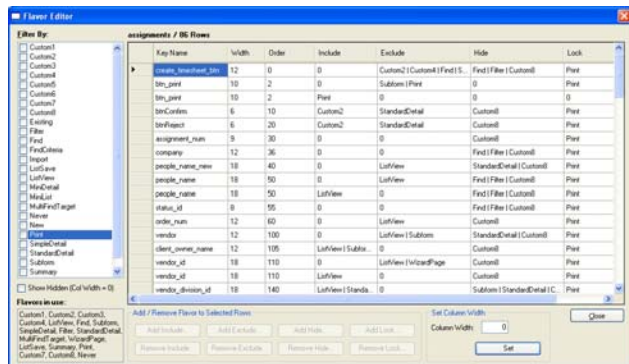 Flavor Editor
Filter By:
assignments / 86 Rows
Custom1
Custom2
Custom3
Custom4
Custom5
Custom6
Custom7
Custom8
Existing
Filter
Find
FindCriteria
Import
ListSave
ListView
MiniDetail
MiniList
MultiFindTarget
Never
New
Print
SimpleDetail
StandardDetail
Subform
Summary
Show Hidden (Col Width = 0)
Flavors in use:
Custom1, Custom2, Custom3,
Custom4, ListView, Find, Subform,
SimpleDetail, Filter, StandardDetail,
MultiFindTarget, WizardPage,
ListSave, Summary, Print,
Custom7, Custom8, Never
Key Name Width Order Include Exclude Hide Lock
create_timesheet_btn 12 0 0 Custom2 | Custom4 | Find | S... Find | Filter | Custom8 Print
btn_print 10 2 0 Subform | Print 0 Print
btn_print 10 2 Print 0 0 0
btnConfirm 6 10 Custom2 StandardDetail Custom8 Print
btnReject 6 20 Custom2 StandardDetail Custom8 Print
assignment_num 9 30 0 0 Custom8 Print
company 12 36 0 0 Find | Filter | Custom8 Print
people_name_new 18 40 0 ListView StandardDetail | Custom8 Print
people_name 18 50 0 ListView Find | Filter | Custom8 Print
people_name 18 50 ListView 0 Find | Filter | Custom8 Print
status_id 8 55 0 0 Find | Filter | Custom8 Print
order_num 12 60 0 ListView Custom8 Print
vendor 12 100 0 ListView | Subform StandardDetail | Custom8 Print
client_owner_name 12 105 ListView | Subfor... 0 Custom8 Print
vendor_id 18 110 0 ListView | WizardPage Custom8 Print
vendor_id 18 110 ListView 0 Custom8 Print
vendor_division_id 18 140 ListView | Standa... 0 Subform | StandardDetail | C... Print
Add / Remove Flavor to Selected Rows
Add Include... Add Exclude... Add Hide... Add Lock...
Remove Include... Remove Exclude... Remove Hide... Remove Lock...
Set Column Width
Column Width: 0
Set
Close